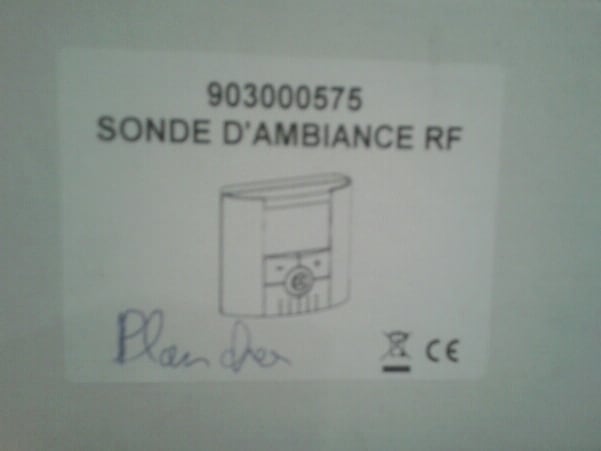 903000575
SONDE D'AMBIANCE RF
Plancher
CE